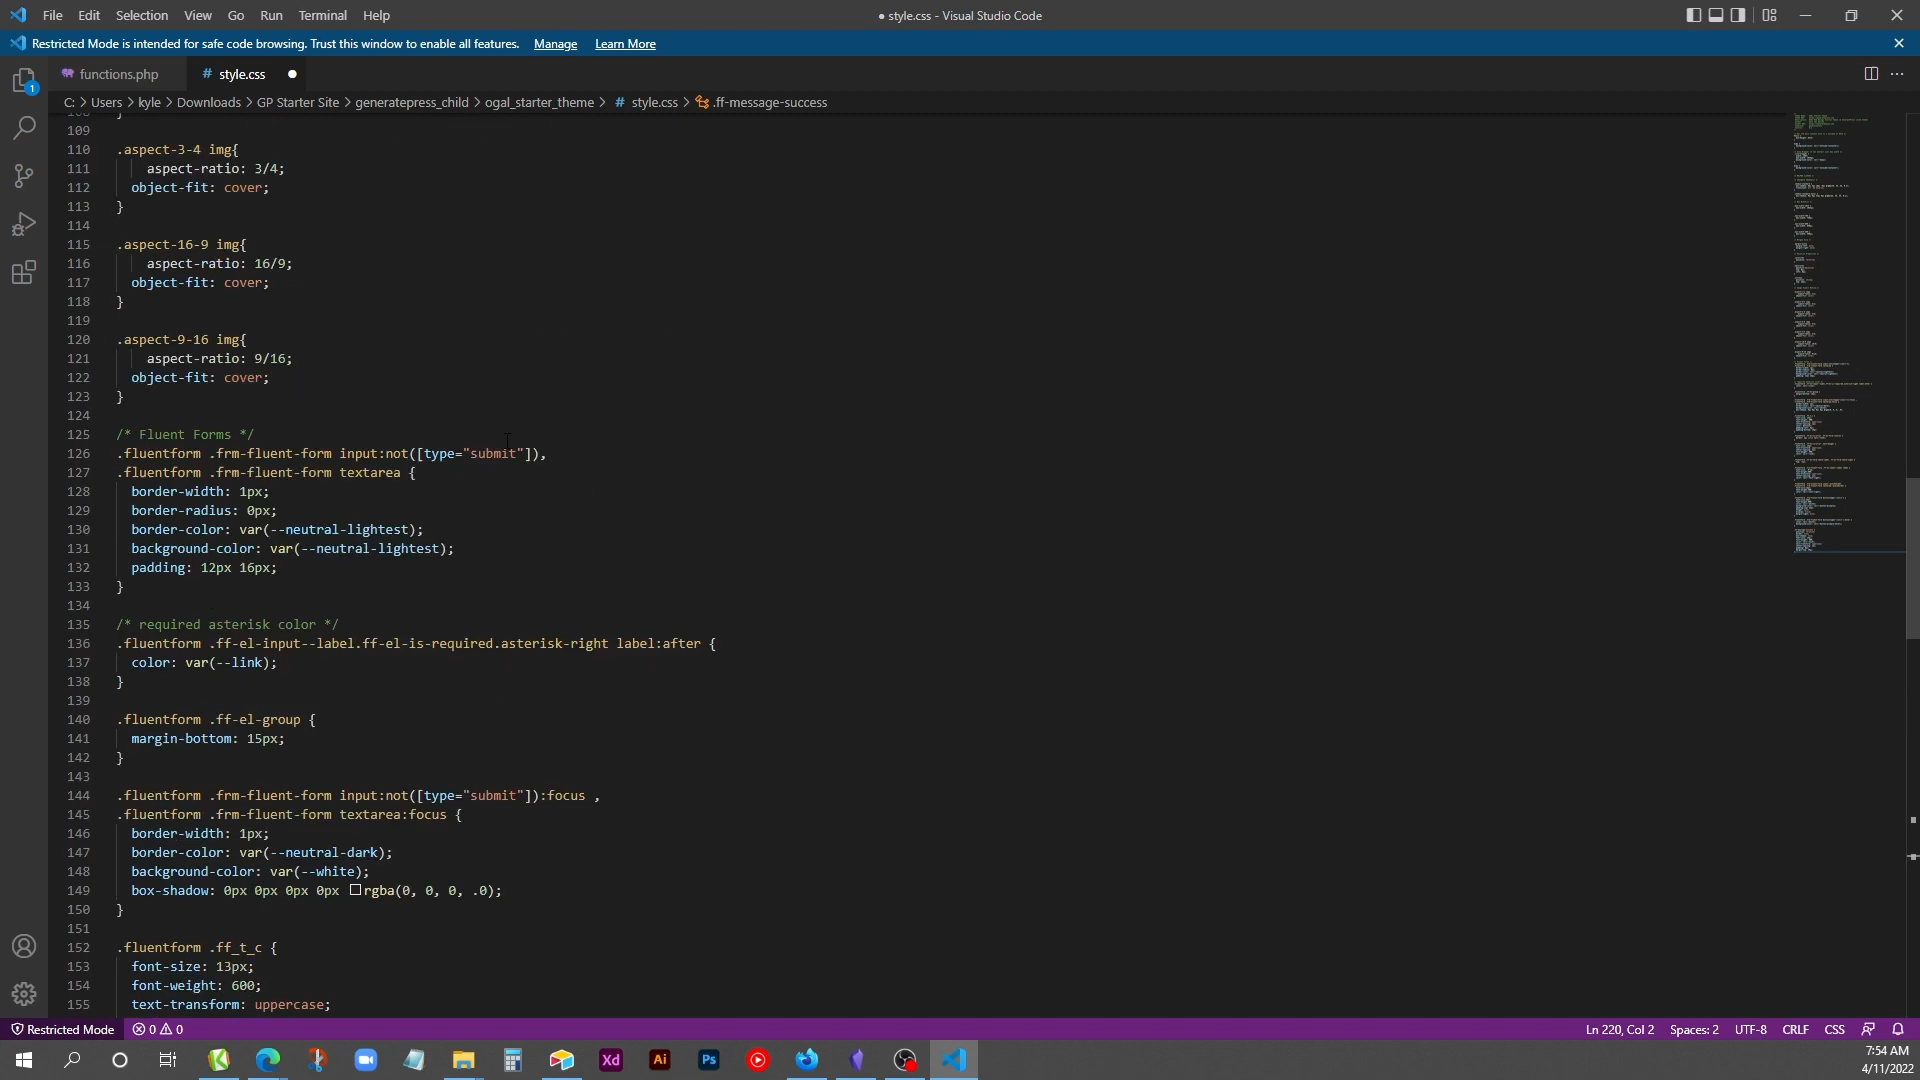 File Edit Selection View Go Run Terminal Help
● style.css - Visual Studio Code
Restricted Mode is intended for safe code browsing. Trust this window to enable all features. Manage Learn More
1
functions.php
# style.css ●
C: > Users > kyle > Downloads > GP Starter Site > generatepress_child > ogal_starter_theme > # style.css > .ff-message-success
109
110 .aspect-3-4 img{
111 aspect-ratio: 3/4;
112 object-fit: cover;
113 }
114
115 .aspect-16-9 img{
116 aspect-ratio: 16/9;
117 object-fit: cover;
118 }
119
120 .aspect-9-16 img{
121 aspect-ratio: 9/16;
122 object-fit: cover;
123 }
124
125 /* Fluent Forms */
126 .fluentform .frm-fluent-form input:not([type="submit"]),
127 .fluentform .frm-fluent-form textarea {
128 border-width: 1px;
129 border-radius: 0px;
130 border-color: var(--neutral-lightest);
131 background-color: var(--neutral-lightest);
132 padding: 12px 16px;
133 }
134
135 /* required asterisk color */
136 .fluentform .ff-el-input--label.ff-el-is-required.asterisk-right label:after {
137 color: var(--link);
138 }
139
140 .fluentform .ff-el-group {
141 margin-bottom: 15px;
142 }
143
144 .fluentform .frm-fluent-form input:not([type="submit"]):focus ,
145 .fluentform .frm-fluent-form textarea:focus {
146 border-width: 1px;
147 border-color: var(--neutral-dark);
148 background-color: var(--white);
149 box-shadow: 0px 0px 0px 0px rgba(0, 0, 0, .0);
150 }
151
152 .fluentform .ff_t_c {
153 font-size: 13px;
154 font-weight: 600;
155 text-transform: uppercase;
Restricted Mode 0 0
Ln 220, Col 2 Spaces: 2 UTF-8 CRLF CSS
Xd Ai Ps
7:54 AM
4/11/2022